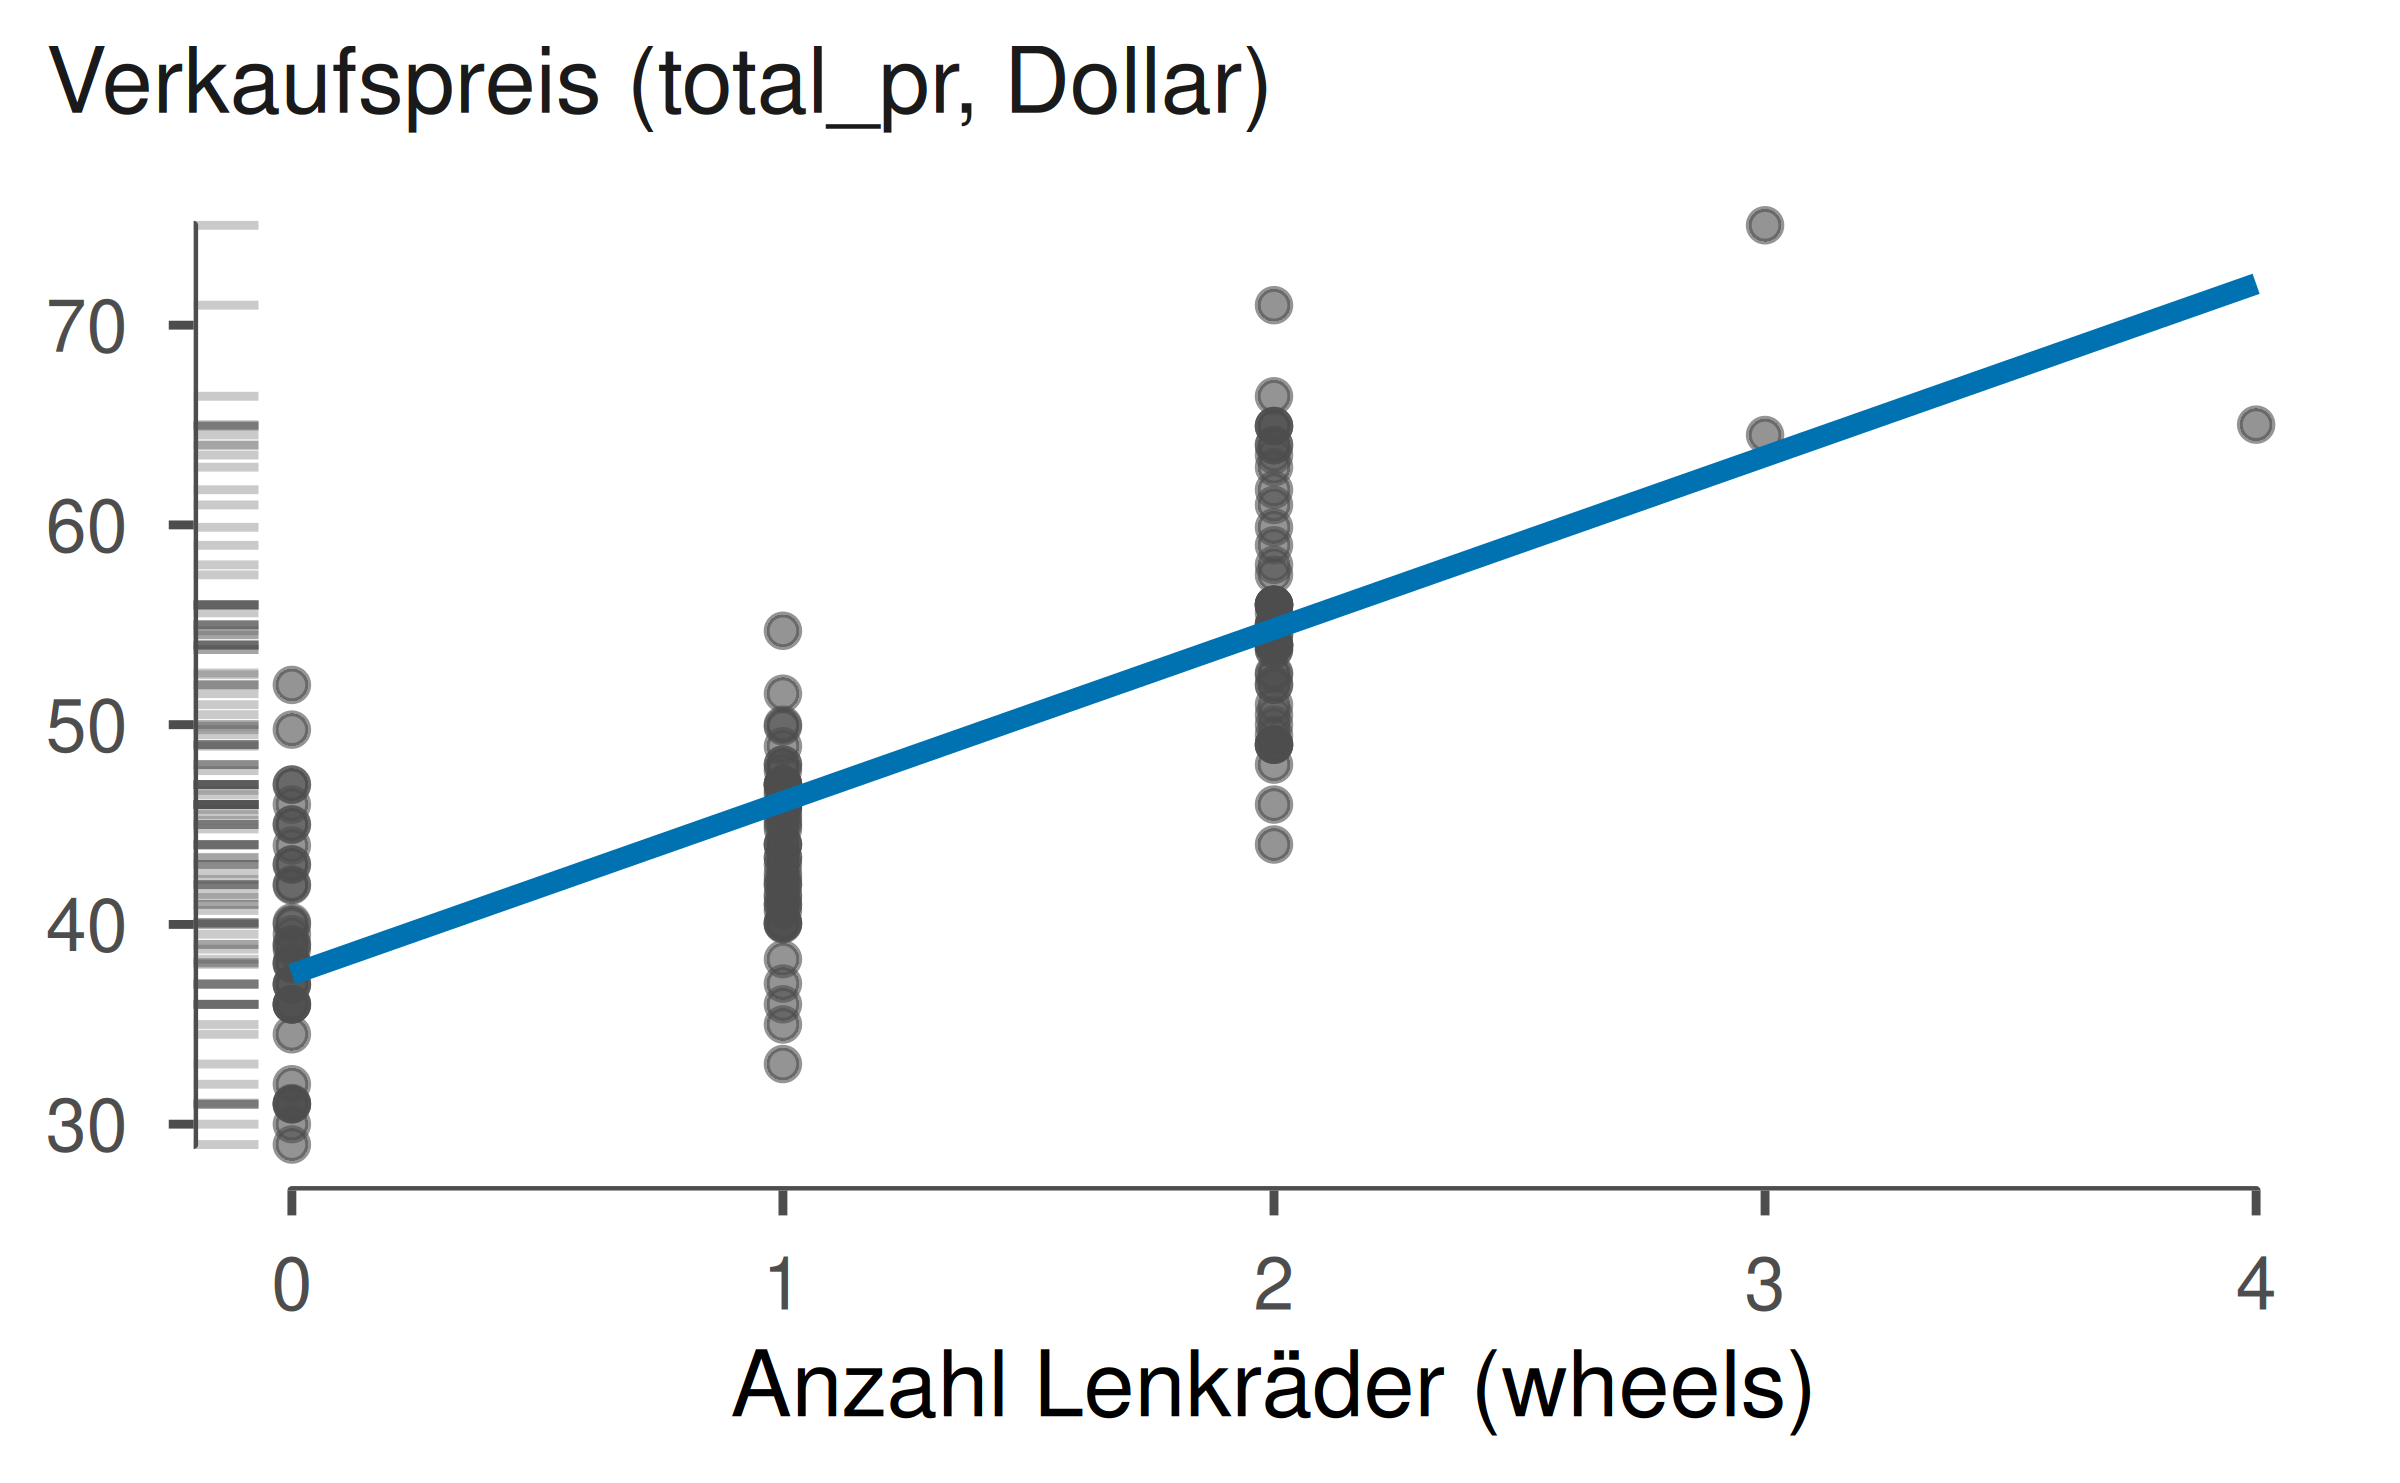 Verkaufspreis (total_pr, Dollar)
70
60
50
40
30
0 1 2 3 4
Anzahl Lenkräder (wheels)